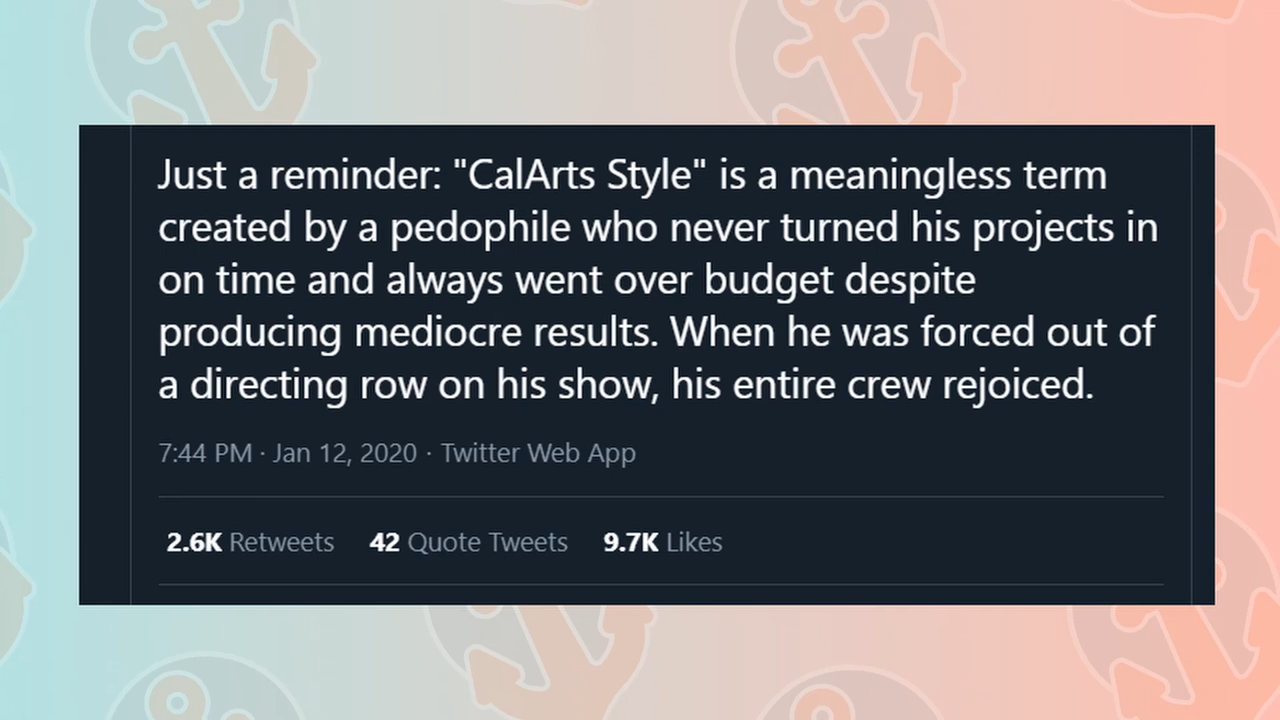 Just a reminder: "CalArts Style" is a meaningless term
created by a pedophile who never turned his projects in
on time and always went over budget despite
producing mediocre results. When he was forced out of
a directing row on his show, his entire crew rejoiced.
7:44 PM · Jan 12, 2020 · Twitter Web App
2.6K Retweets 42 Quote Tweets 9.7K Likes